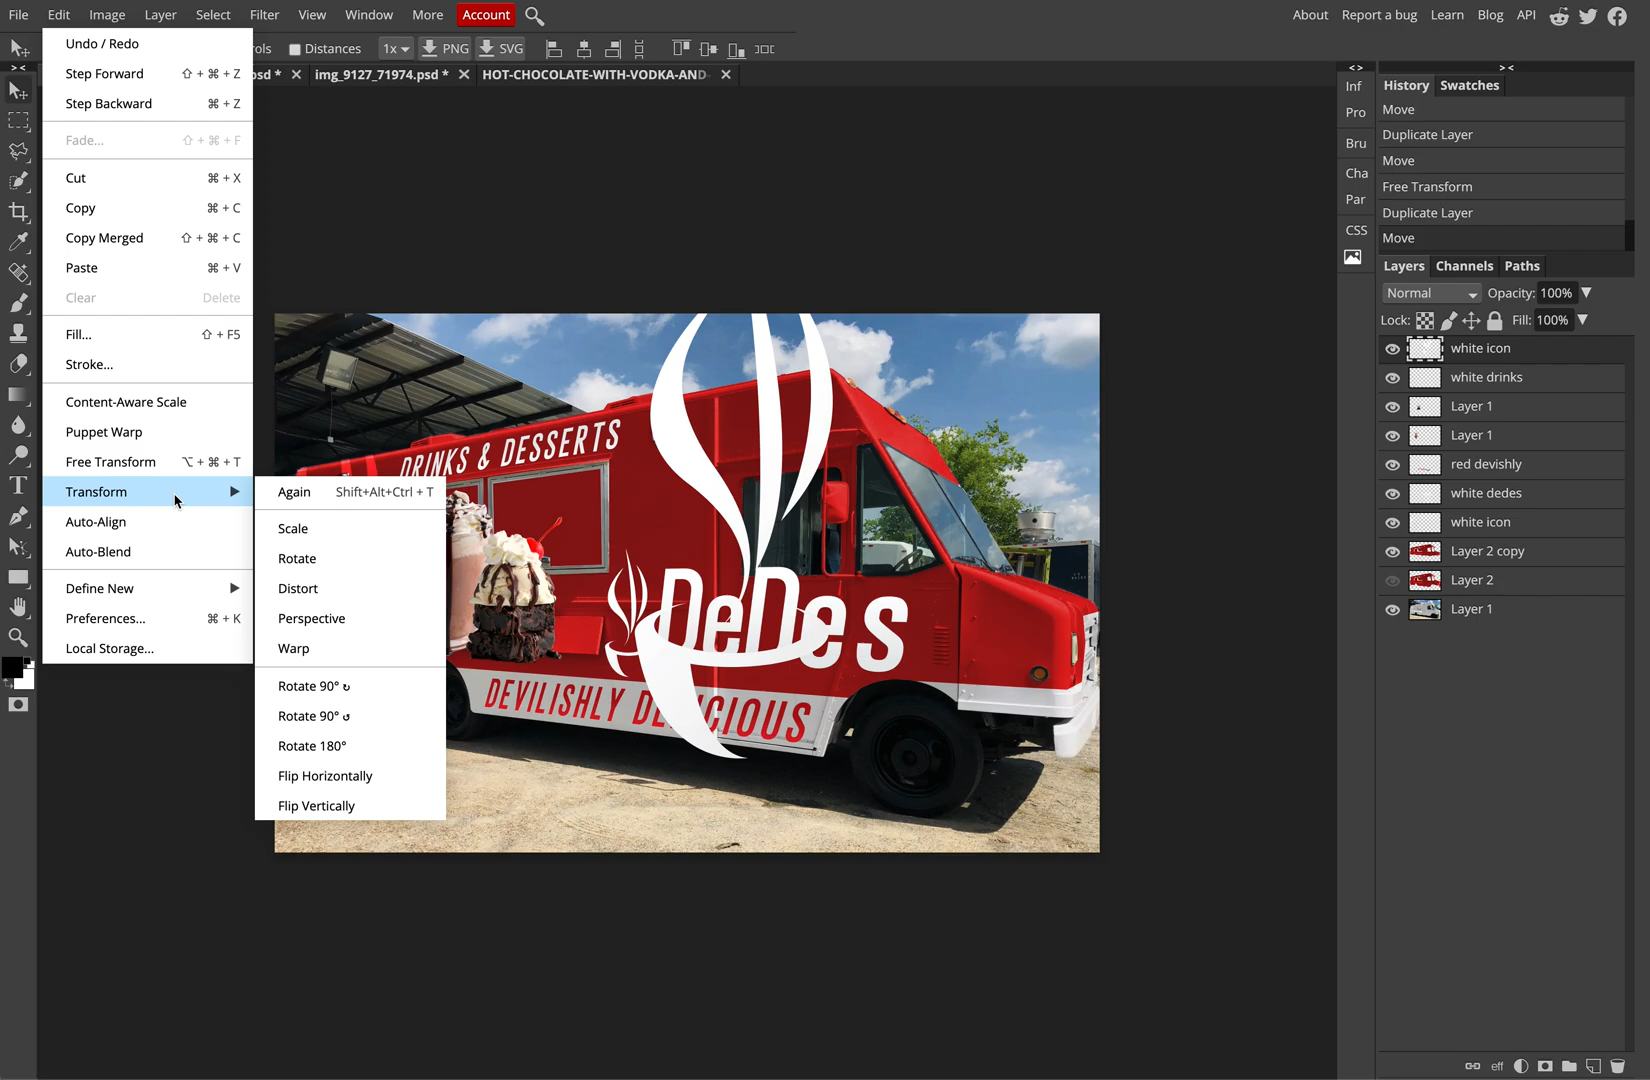 File Edit Image Layer Select Filter View Window More Account About Report a bug Learn Blog API
Distances 1x PNG SVG
psd * img_9127_71974.psd * HOT-CHOCOLATE-WITH-VODKA-AND-
Undo / Redo
Step Forward ⇧ + ⌘ + Z
Step Backward ⌘ + Z
Fade... ⇧ + ⌘ + F
Cut ⌘ + X
Copy ⌘ + C
Copy Merged ⇧ + ⌘ + C
Paste ⌘ + V
Clear Delete
Fill... ⇧ + F5
Stroke...
Content-Aware Scale
Puppet Warp
Free Transform ⌥ + ⌘ + T
Transform
Auto-Align
Auto-Blend
Define New
Preferences... ⌘ + K
Local Storage...
Again Shift+Alt+Ctrl + T
Scale
Rotate
Distort
Perspective
Warp
Rotate 90° ↻
Rotate 90° ↺
Rotate 180°
Flip Horizontally
Flip Vertically
DRINKS & DESSERTS
DeDes
DEVILISHLY DELICIOUS
Inf
Pro
Bru
Cha
Par
CSS
History Swatches
Move
Duplicate Layer
Move
Free Transform
Duplicate Layer
Move
Layers Channels Paths
Normal Opacity: 100%
Lock: Fill: 100%
white icon
white drinks
Layer 1
Layer 1
red devishly
white dedes
white icon
Layer 2 copy
Layer 2
Layer 1
eff